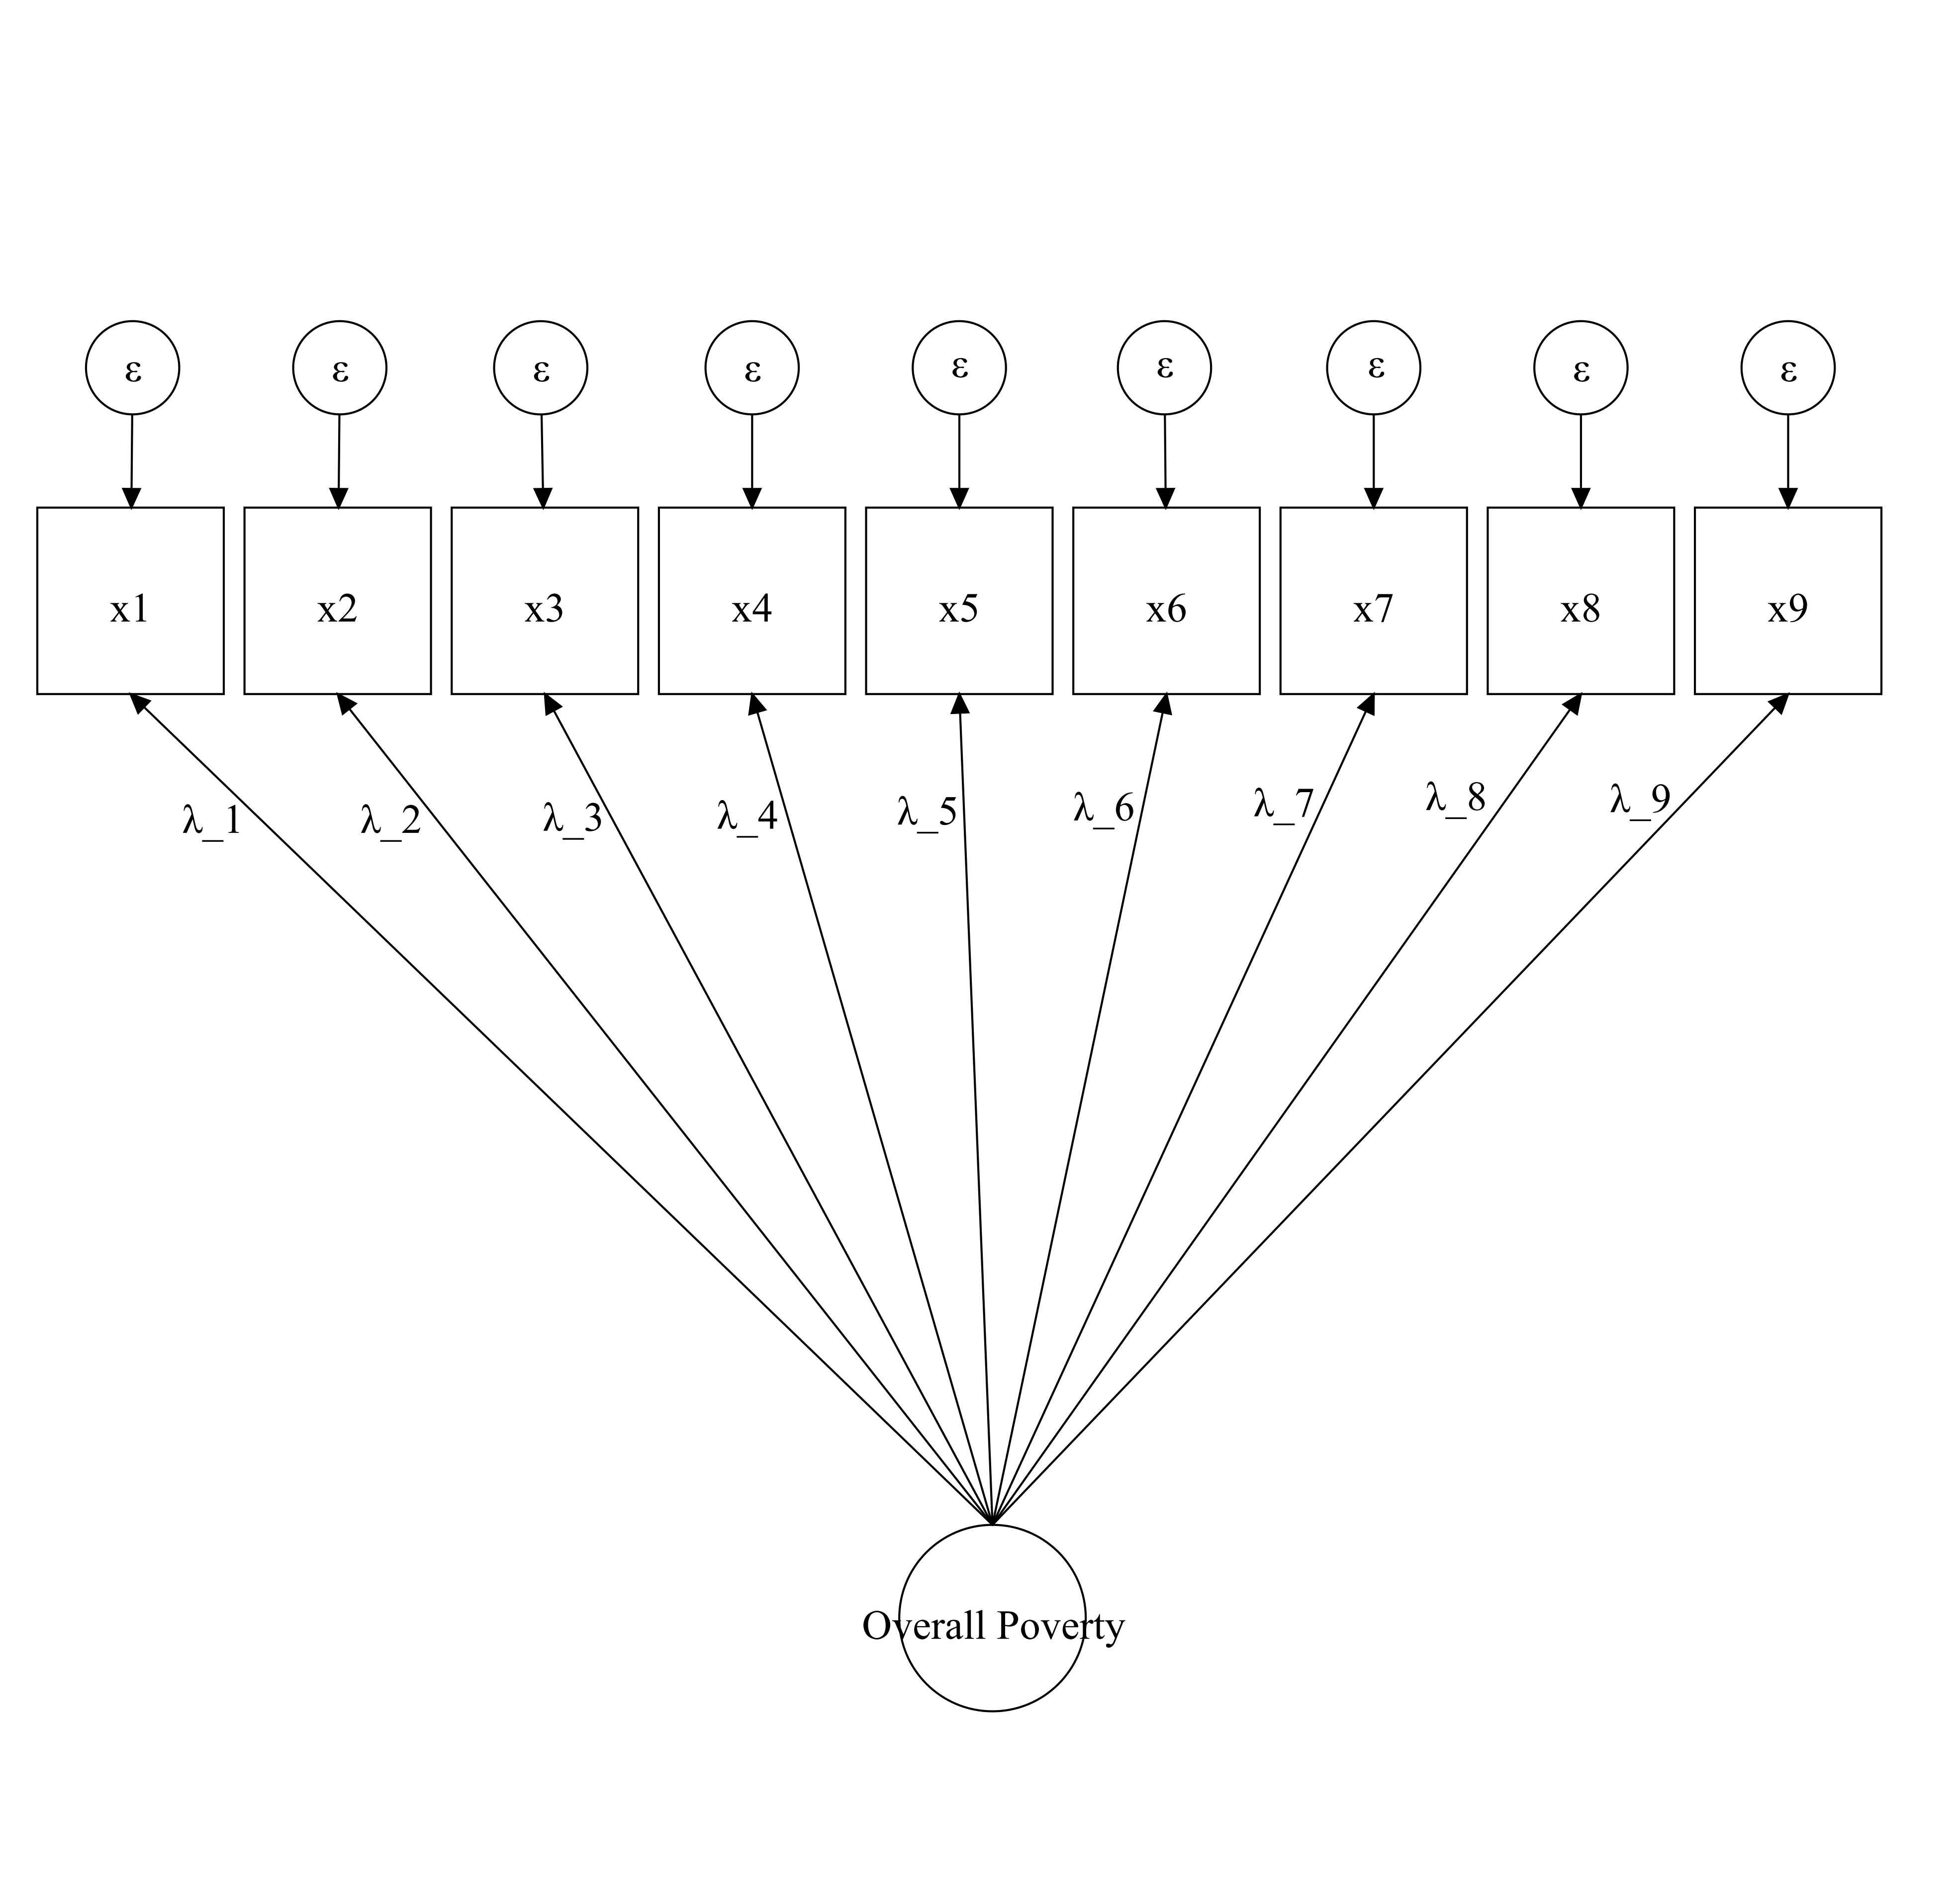 ε ε ε ε ε ε ε ε ε
x1 x2 x3 x4 x5 x6 x7 x8 x9
λ_1 λ_2 λ_3 λ_4 λ_5 λ_6 λ_7 λ_8 λ_9
Overall Poverty